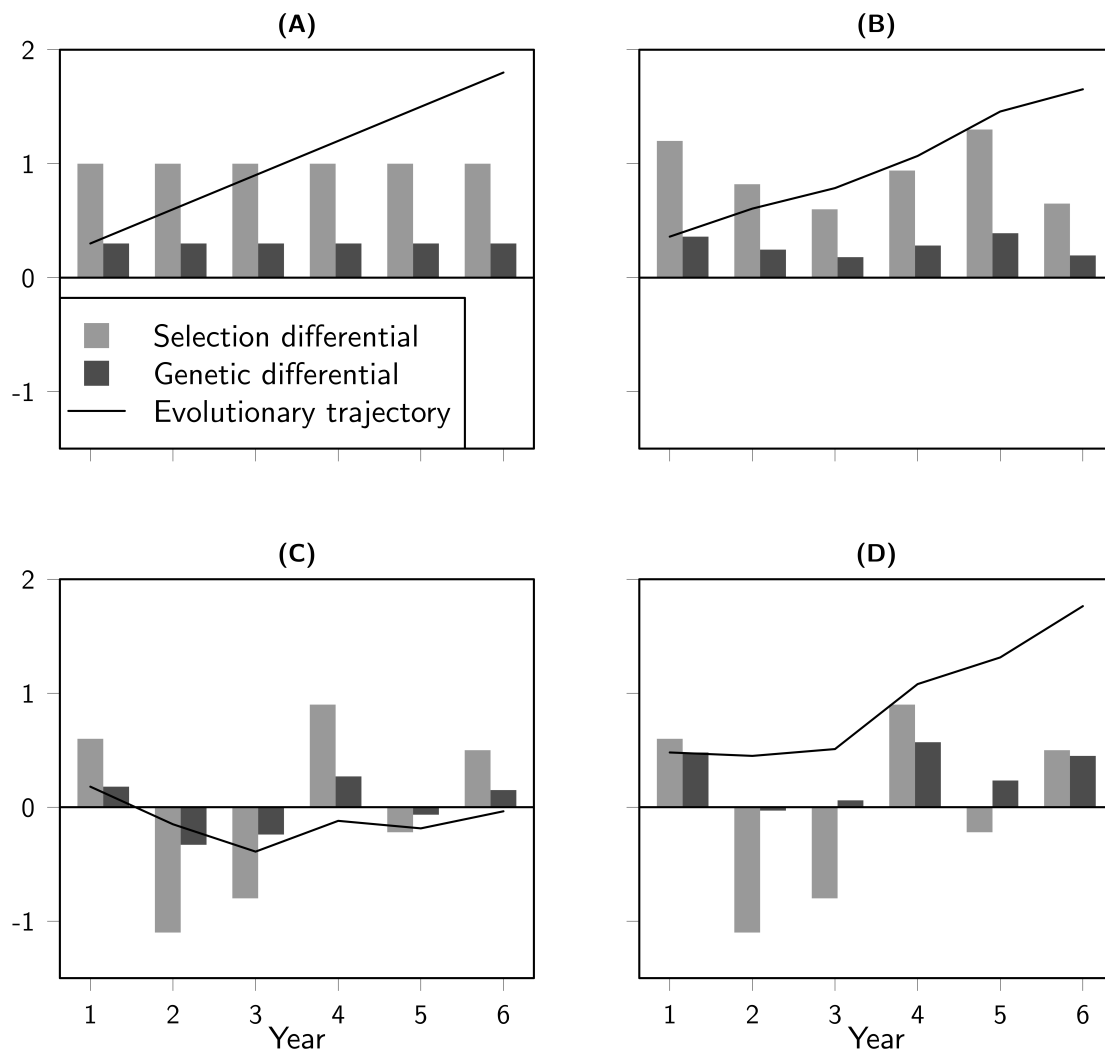 (A)
(B)
2
1
0
-1
Selection differential
Genetic differential
Evolutionary trajectory
(C)
(D)
2
1
0
-1
1 2 3 4 5 6
1 2 3 4 5 6
Year
Year